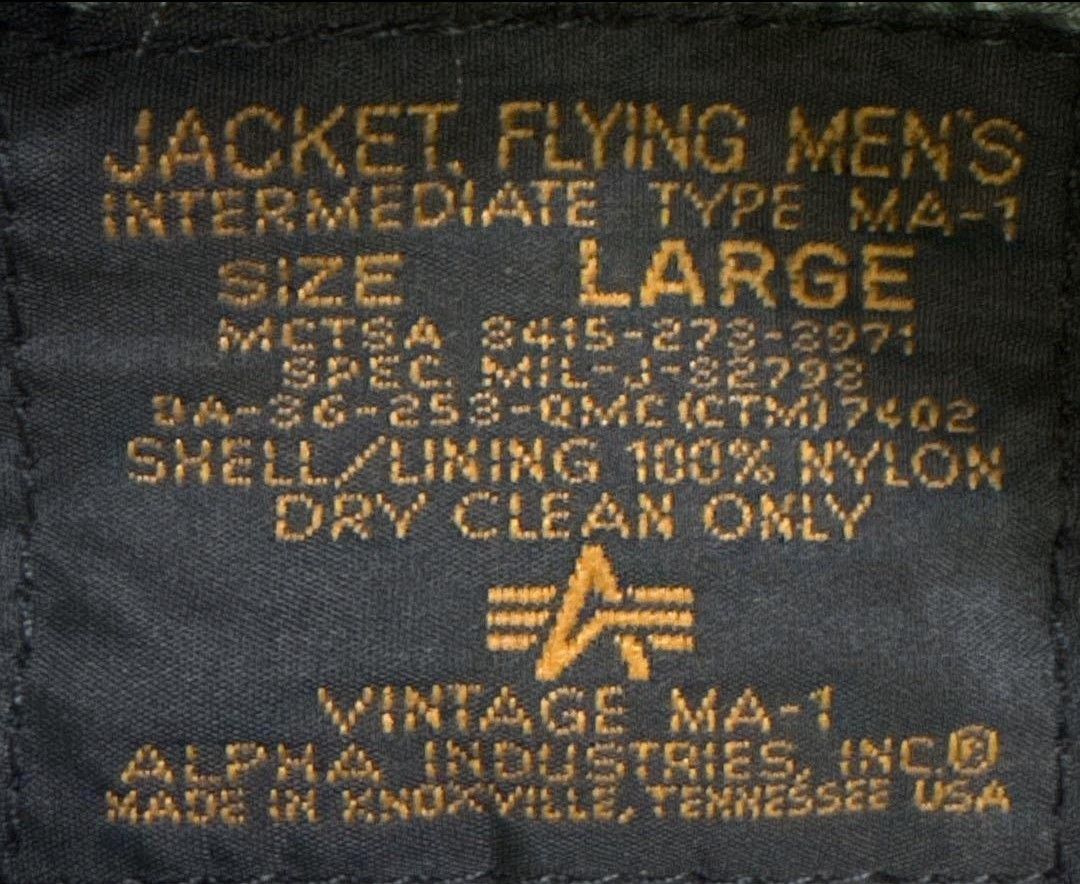 JACKET, FLYING MEN'S
INTERMEDIATE TYPE MA-1
SIZE LARGE
MCTSA 8415-273-3971
SPEC. MIL-J-82793
DA-36-253-QMC(CTM)7402
SHELL/LINING 100% NYLON
DRY CLEAN ONLY
VINTAGE MA-1
ALPHA INDUSTRIES, INC.®
MADE IN KNOXVILLE, TENNESSEE USA